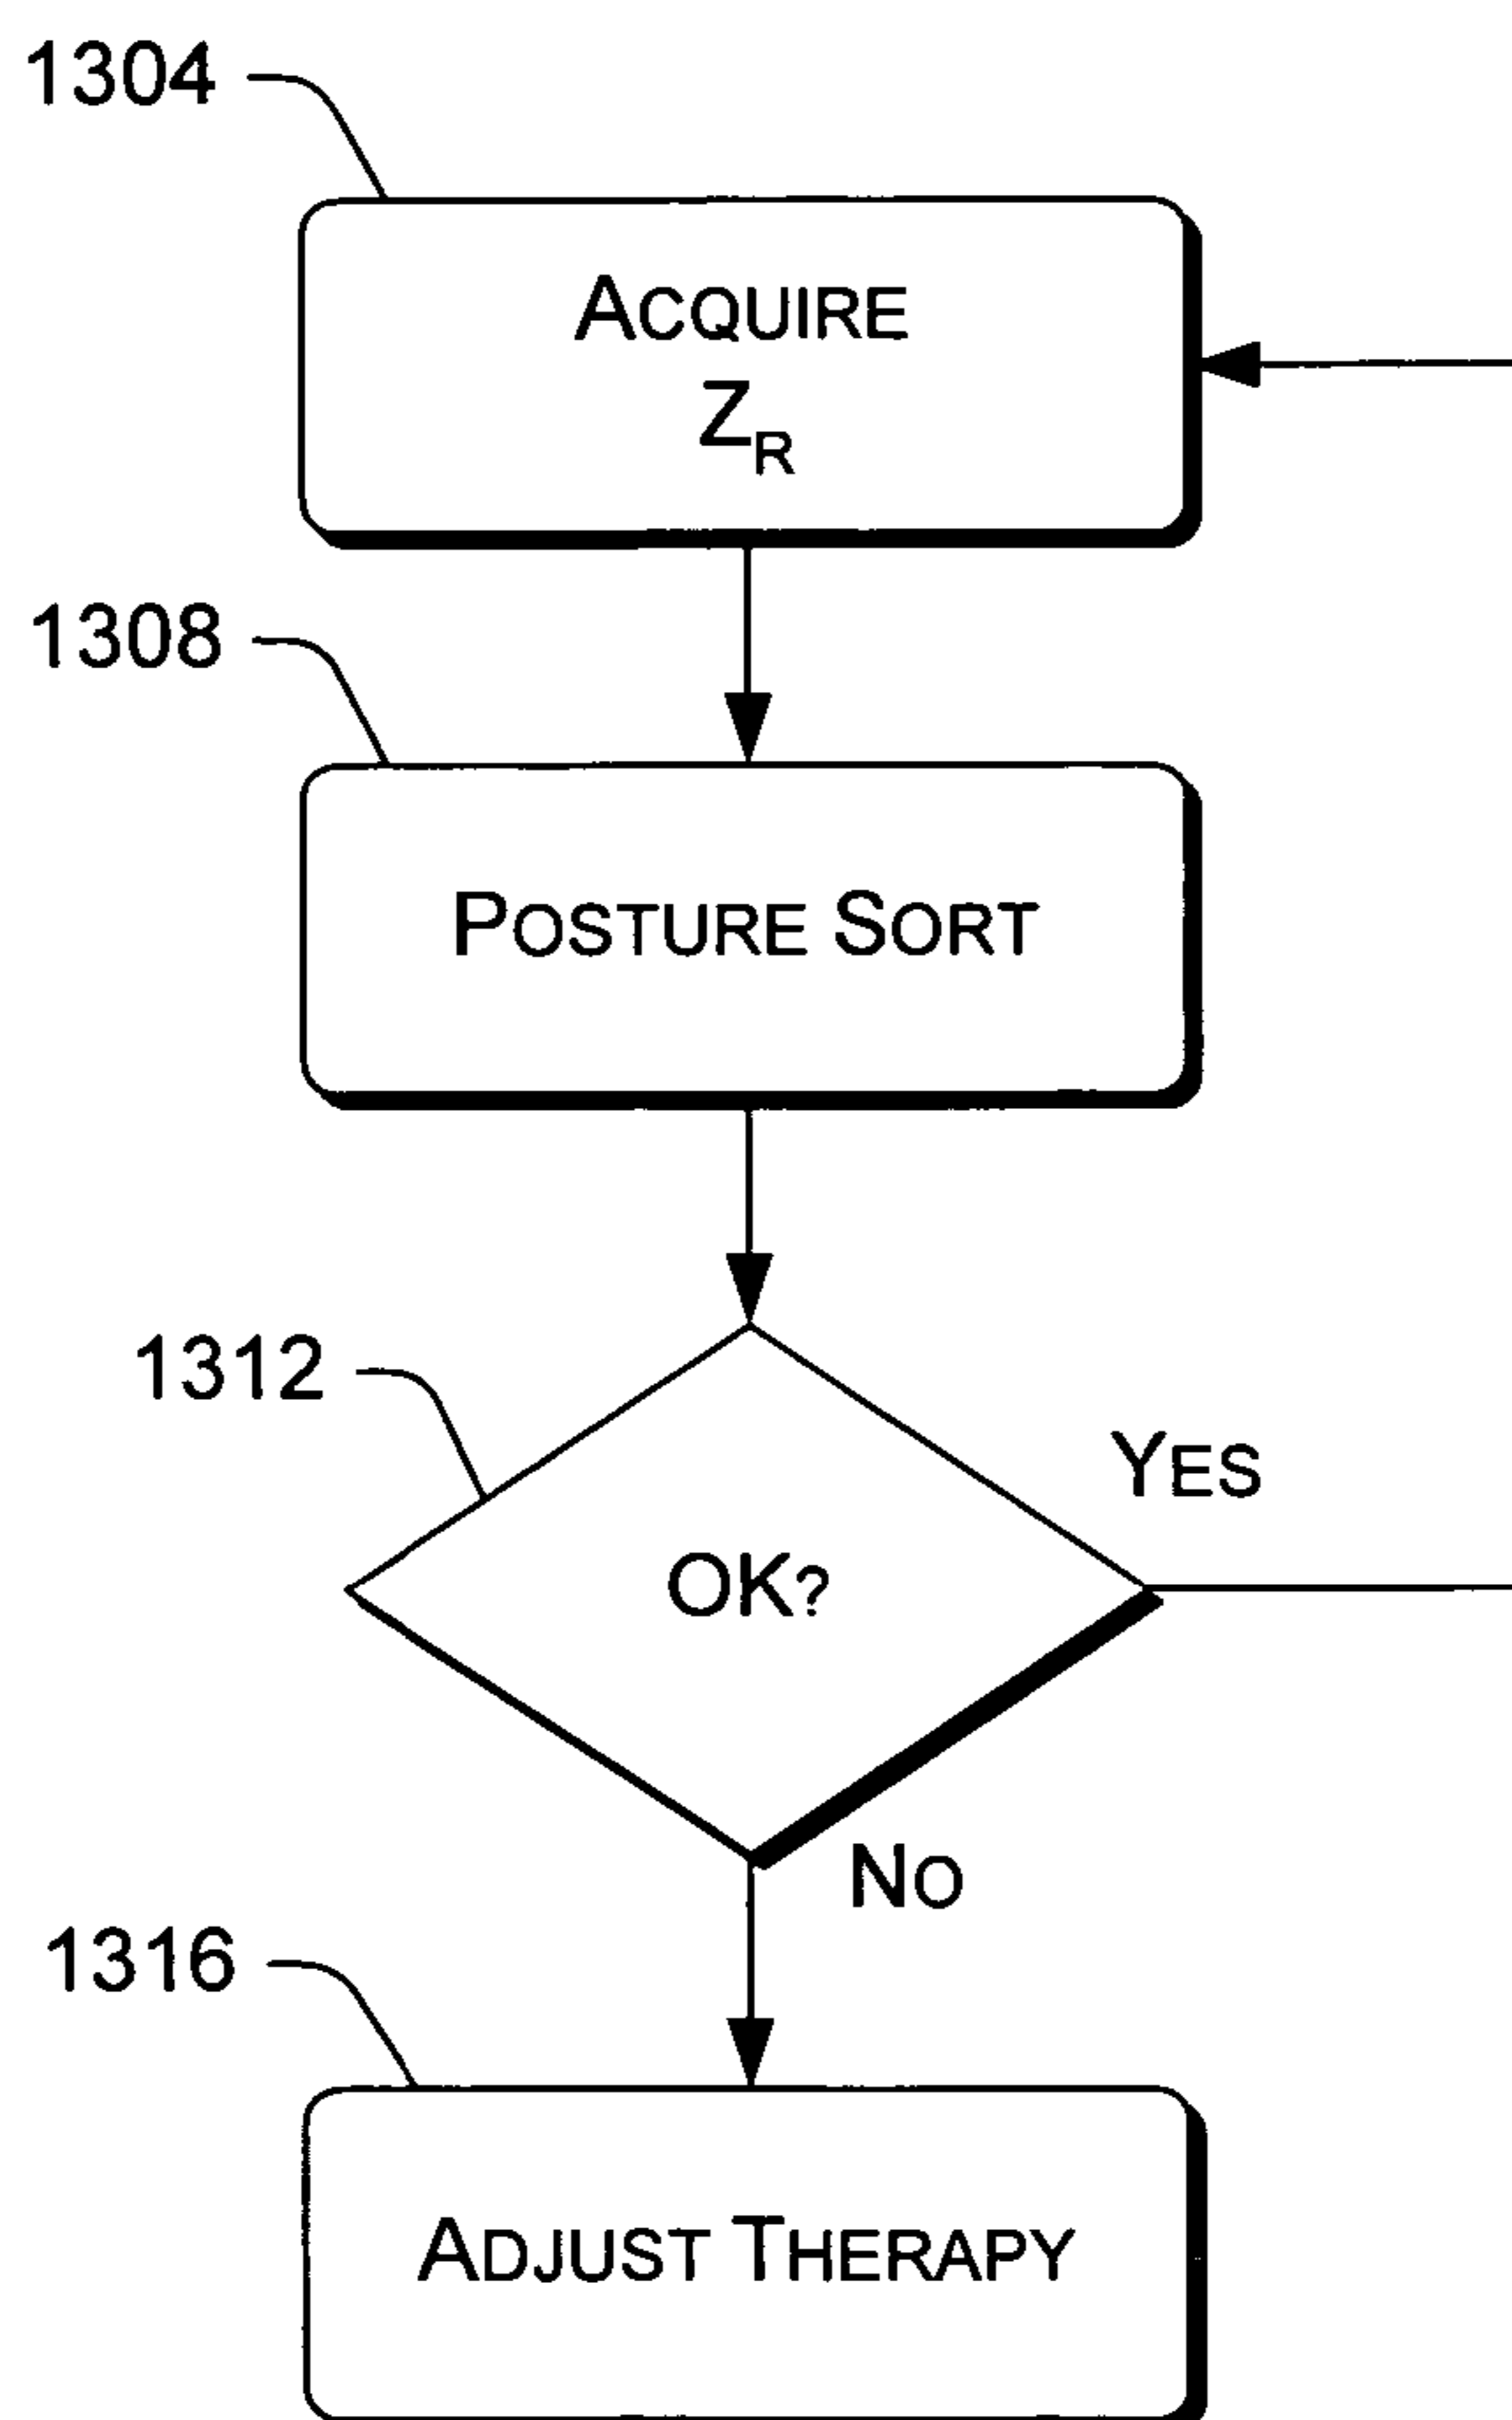 1304
ACQUIRE
ZR
1308
POSTURE SORT
1312
YES
OK?
NO
1316
ADJUST THERAPY